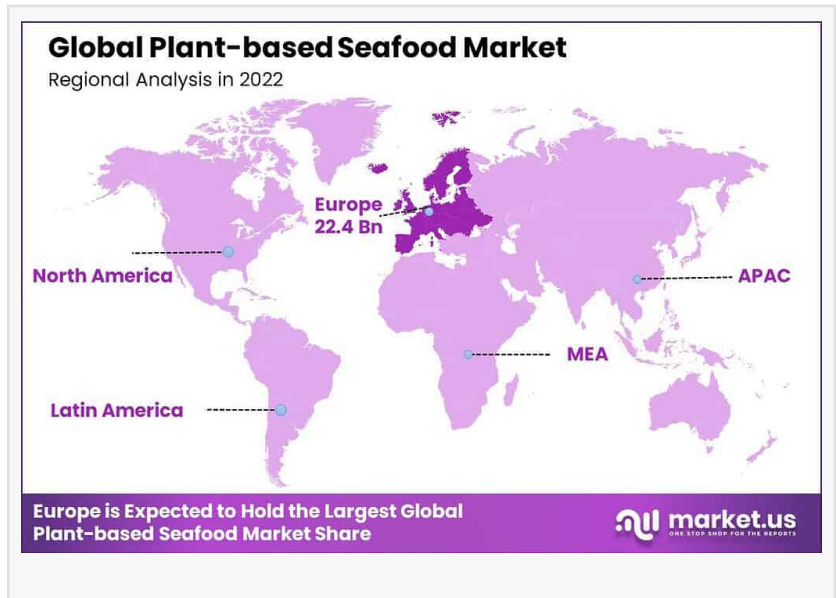 Global Plant-based Seafood Market
Regional Analysis in 2022
Europe
22.4 Bn
North America
APAC
MEA
Latin America
Europe is Expected to Hold the Largest Global
Plant-based Seafood Market Share
market.us
ONE STOP SHOP FOR THE REPORTS